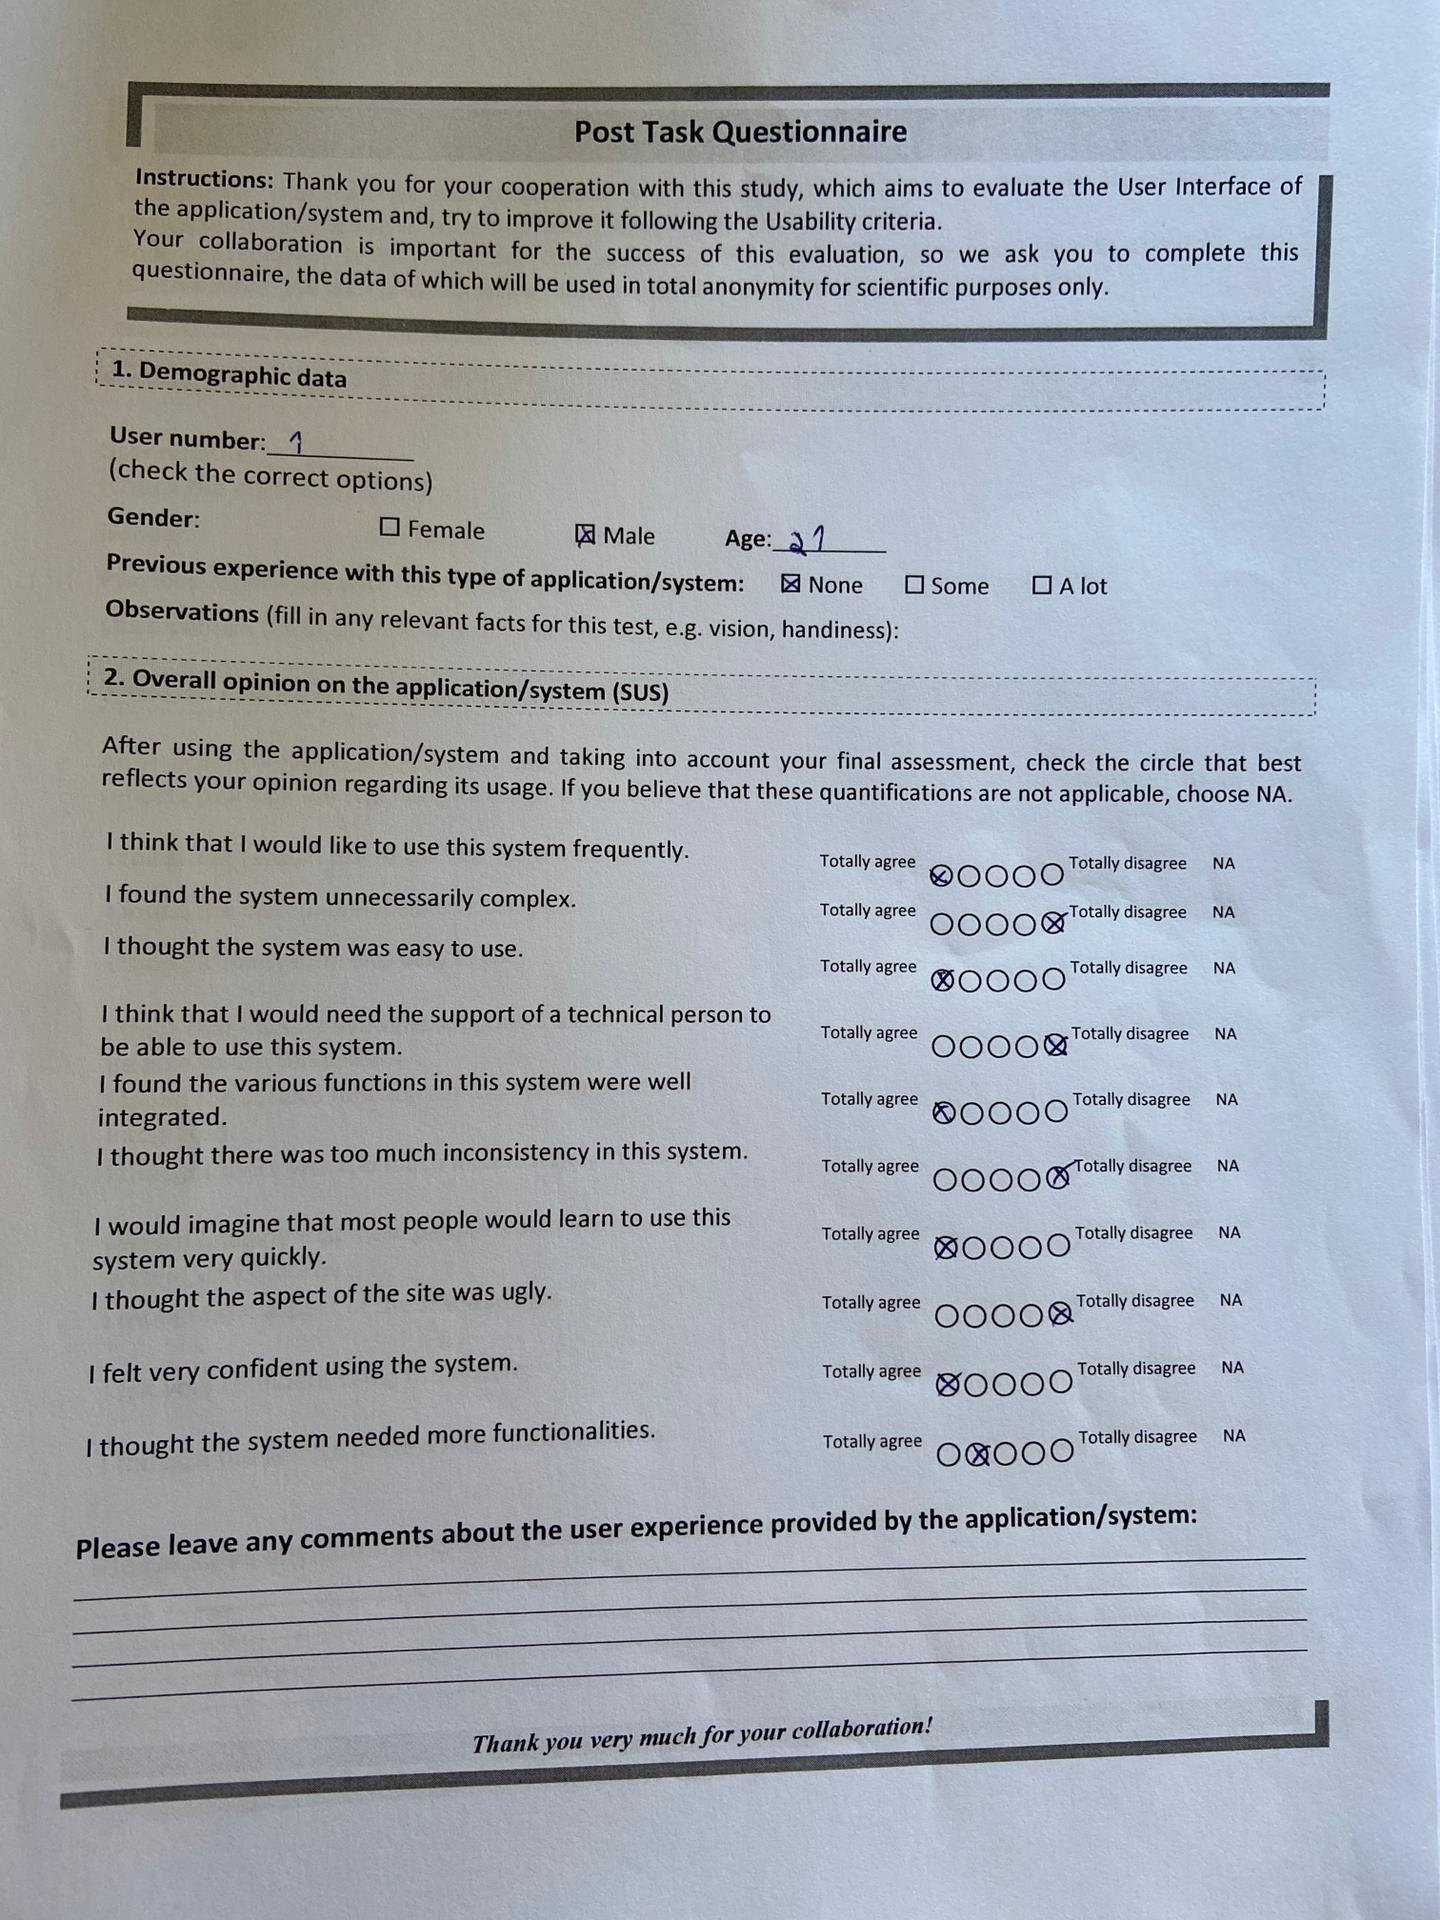 Post Task Questionnaire
Instructions: Thank you for your cooperation with this study, which aims to evaluate the User Interface of
the application/system and, try to improve it following the Usability criteria.
Your collaboration is important for the success of this evaluation, so we ask you to complete this
questionnaire, the data of which will be used in total anonymity for scientific purposes only.
1. Demographic data
User number: 1
(check the correct options)
Gender: ☐ Female ☒ Male Age: 21
Previous experience with this type of application/system: ☒ None ☐ Some ☐ A lot
Observations (fill in any relevant facts for this test, e.g. vision, handiness):
2. Overall opinion on the application/system (SUS)
After using the application/system and taking into account your final assessment, check the circle that best
reflects your opinion regarding its usage. If you believe that these quantifications are not applicable, choose NA.
I think that I would like to use this system frequently. Totally agree ⊗○○○○ Totally disagree NA
I found the system unnecessarily complex. Totally agree ○○○○⊗ Totally disagree NA
I thought the system was easy to use. Totally agree ⊗○○○○ Totally disagree NA
I think that I would need the support of a technical person to
be able to use this system. Totally agree ○○○○⊗ Totally disagree NA
I found the various functions in this system were well
integrated. Totally agree ⊗○○○○ Totally disagree NA
I thought there was too much inconsistency in this system. Totally agree ○○○○⊗ Totally disagree NA
I would imagine that most people would learn to use this
system very quickly. Totally agree ⊗○○○○ Totally disagree NA
I thought the aspect of the site was ugly. Totally agree ○○○○⊗ Totally disagree NA
I felt very confident using the system. Totally agree ⊗○○○○ Totally disagree NA
I thought the system needed more functionalities. Totally agree ○⊗○○○ Totally disagree NA
Please leave any comments about the user experience provided by the application/system:
Thank you very much for your collaboration!